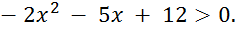 − 2x² − 5x + 12 > 0.